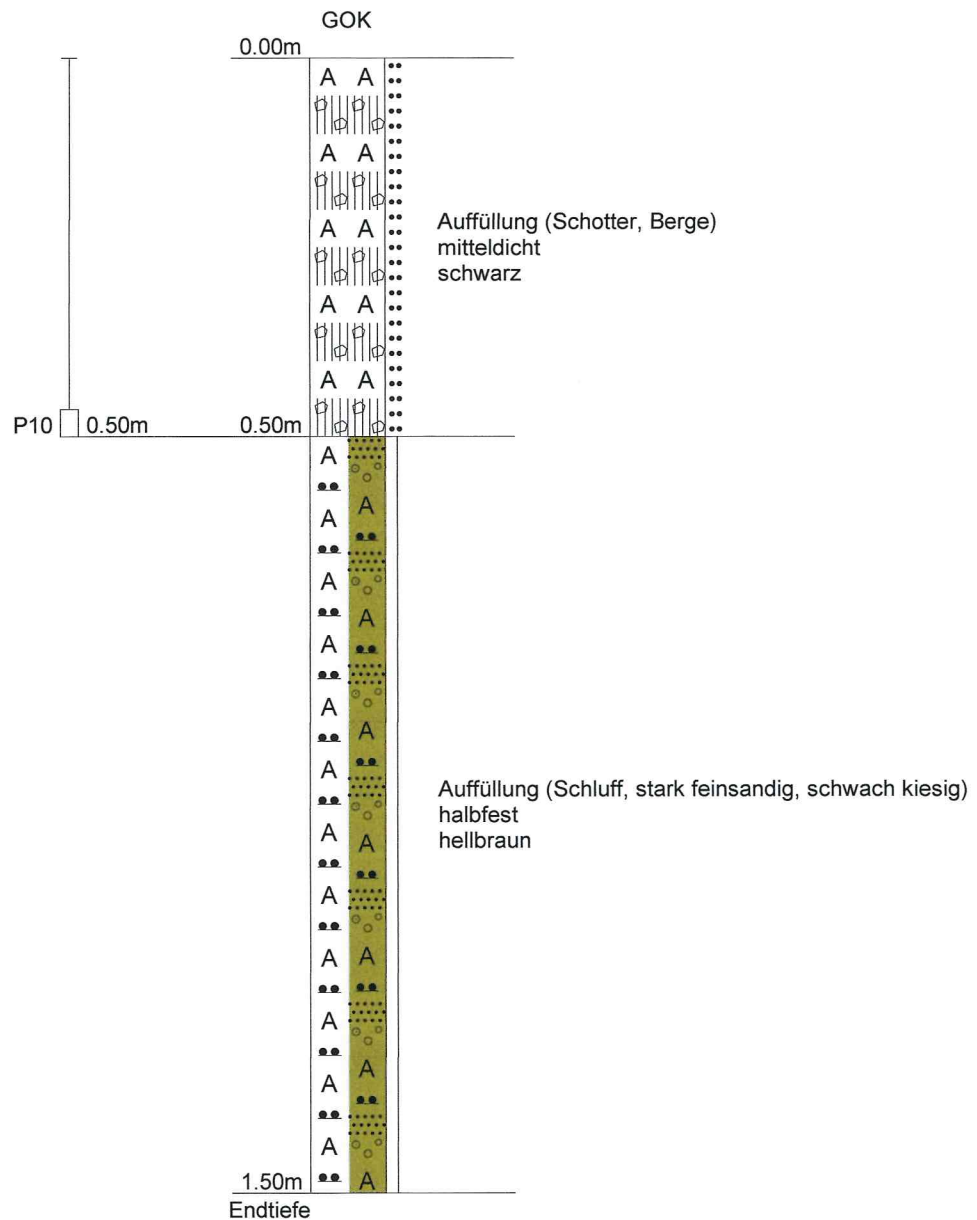 GOK
0.00m
A A
A A
A A
Auffüllung (Schotter, Berge)
mitteldicht
schwarz
A A
A A
P10 0.50m 0.50m
A
A
A
A
A
A
A
A
A
A
A
Auffüllung (Schluff, stark feinsandig, schwach kiesig)
halbfest
hellbraun
A
A
A
A
A
A
A
A
1.50m A
Endtiefe